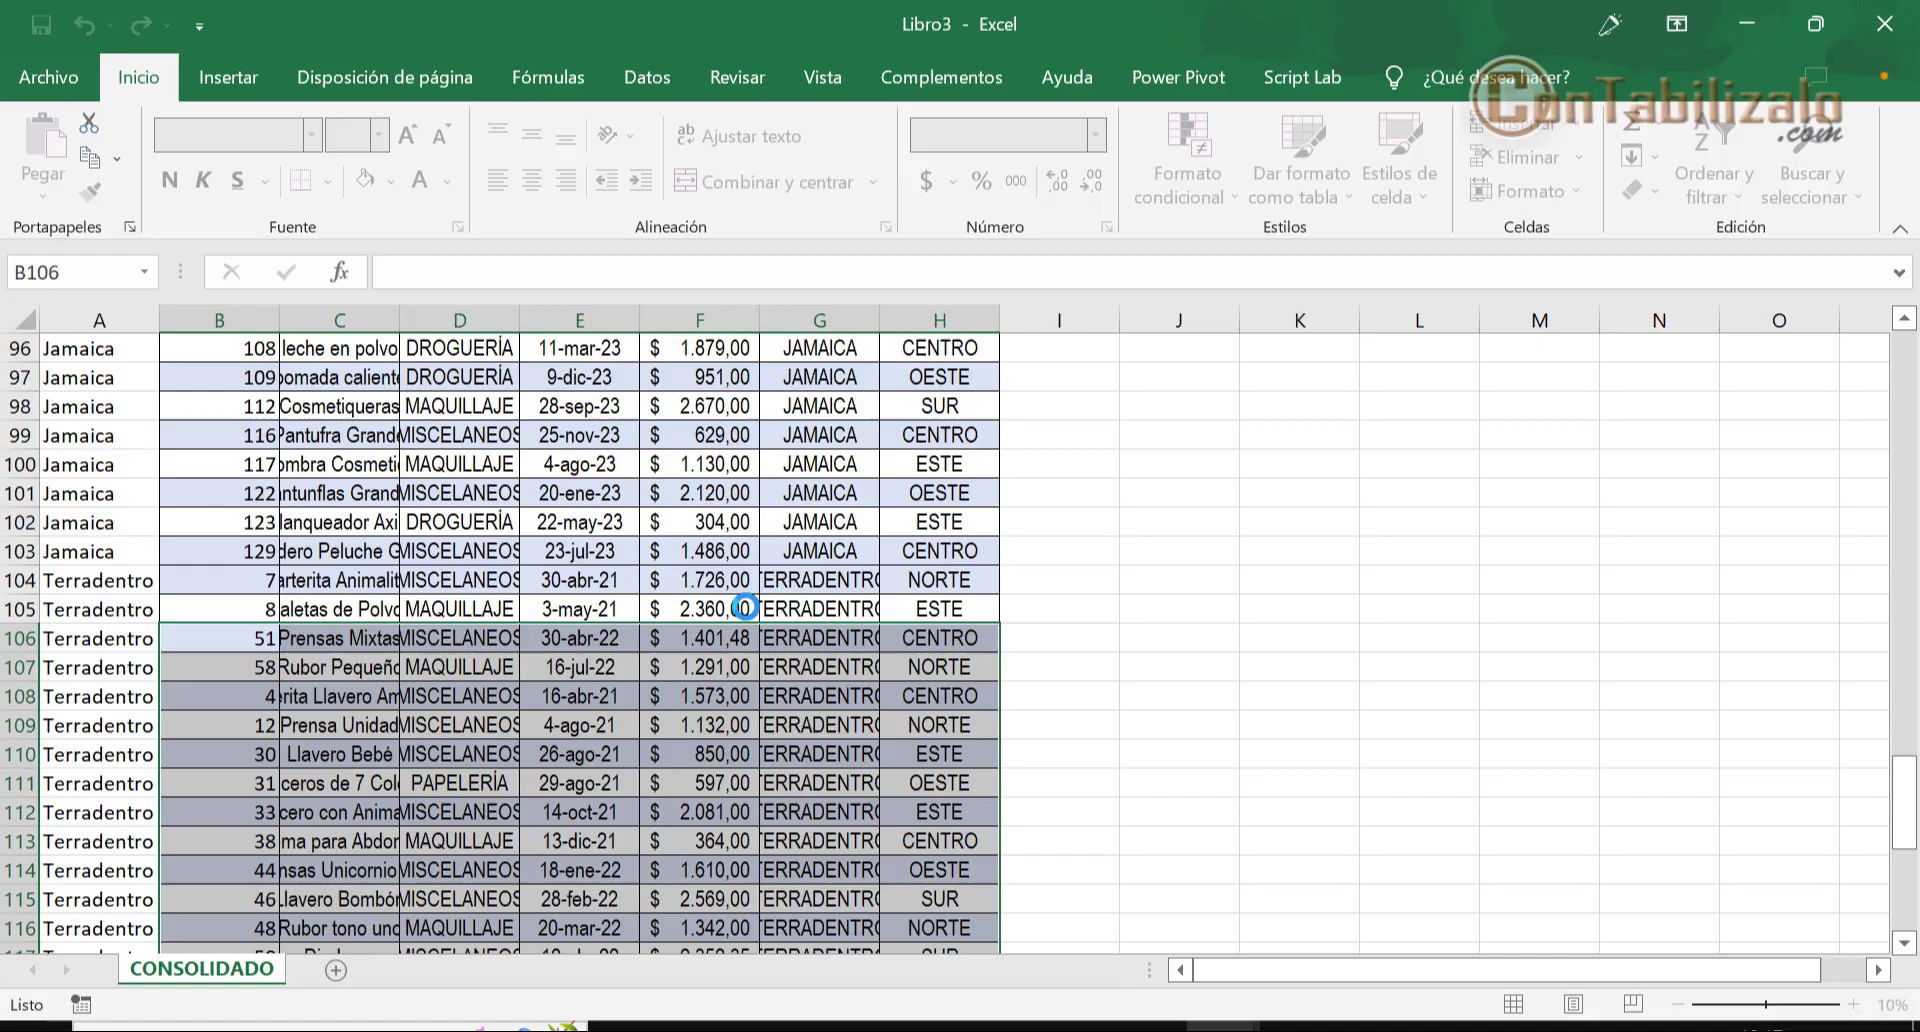 Libro3 - Excel
Archivo Inicio Insertar Disposición de página Fórmulas Datos Revisar Vista Complementos Ayuda Power Pivot Script Lab ¿Qué desea hacer?
ConTabilizalo
.com
Pegar
N K S
Ajustar texto
Combinar y centrar
$ % 000
Formato condicional
Dar formato como tabla
Estilos de celda
Insertar
Eliminar
Formato
Ordenar y filtrar
Buscar y seleccionar
Portapapeles Fuente Alineación Número Estilos Celdas Edición
B106 fx
A B C D E F G H I J K L M N O
96 Jamaica 108 leche en polvo DROGUERÍA 11-mar-23 $ 1.879,00 JAMAICA CENTRO
97 Jamaica 109 pomada caliente DROGUERÍA 9-dic-23 $ 951,00 JAMAICA OESTE
98 Jamaica 112 Cosmetiqueras MAQUILLAJE 28-sep-23 $ 2.670,00 JAMAICA SUR
99 Jamaica 116 Pantufra Grande MISCELANEOS 25-nov-23 $ 629,00 JAMAICA CENTRO
100 Jamaica 117 ombra Cosmeti MAQUILLAJE 4-ago-23 $ 1.130,00 JAMAICA ESTE
101 Jamaica 122 antunflas Grand MISCELANEOS 20-ene-23 $ 2.120,00 JAMAICA OESTE
102 Jamaica 123 lanqueador Axi DROGUERÍA 22-may-23 $ 304,00 JAMAICA ESTE
103 Jamaica 129 dero Peluche G MISCELANEOS 23-jul-23 $ 1.486,00 JAMAICA CENTRO
104 Terradentro 7 arterita Animalit MISCELANEOS 30-abr-21 $ 1.726,00 TERRADENTRO NORTE
105 Terradentro 8 aletas de Polvo MAQUILLAJE 3-may-21 $ 2.360,00 TERRADENTRO ESTE
106 Terradentro 51 Prensas Mixtas MISCELANEOS 30-abr-22 $ 1.401,48 TERRADENTRO CENTRO
107 Terradentro 58 Rubor Pequeño MAQUILLAJE 16-jul-22 $ 1.291,00 TERRADENTRO NORTE
108 Terradentro 4 erita Llavero Am MISCELANEOS 16-abr-21 $ 1.573,00 TERRADENTRO CENTRO
109 Terradentro 12 Prensa Unidad MISCELANEOS 4-ago-21 $ 1.132,00 TERRADENTRO NORTE
110 Terradentro 30 Llavero Bebé MISCELANEOS 26-ago-21 $ 850,00 TERRADENTRO ESTE
111 Terradentro 31 ceros de 7 Col PAPELERÍA 29-ago-21 $ 597,00 TERRADENTRO OESTE
112 Terradentro 33 cero con Anima MISCELANEOS 14-oct-21 $ 2.081,00 TERRADENTRO ESTE
113 Terradentro 38 ma para Abdom MAQUILLAJE 13-dic-21 $ 364,00 TERRADENTRO CENTRO
114 Terradentro 44 nsas Unicornio MISCELANEOS 18-ene-22 $ 1.610,00 TERRADENTRO OESTE
115 Terradentro 46 Llavero Bombón MISCELANEOS 28-feb-22 $ 2.569,00 TERRADENTRO SUR
116 Terradentro 48 Rubor tono uno MAQUILLAJE 20-mar-22 $ 1.342,00 TERRADENTRO NORTE
CONSOLIDADO
Listo 10%